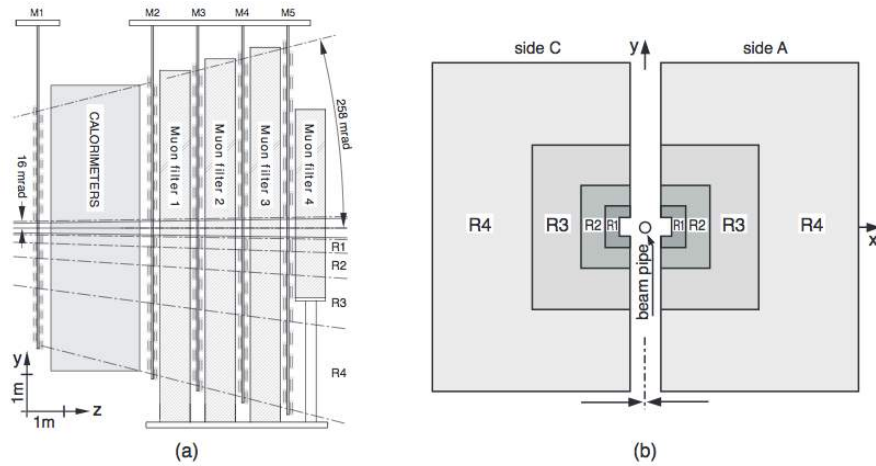 M1
M2
M3
M4
M5
CALORIMETERS
Muon filter 1
Muon filter 2
Muon filter 3
Muon filter 4
258 mrad
16 mrad
R1
R2
R3
R4
y
1m
1m
z
(a)
side C
y
side A
R4
R3
R2
R1
R1
R2
R3
R4
x
beam pipe
(b)